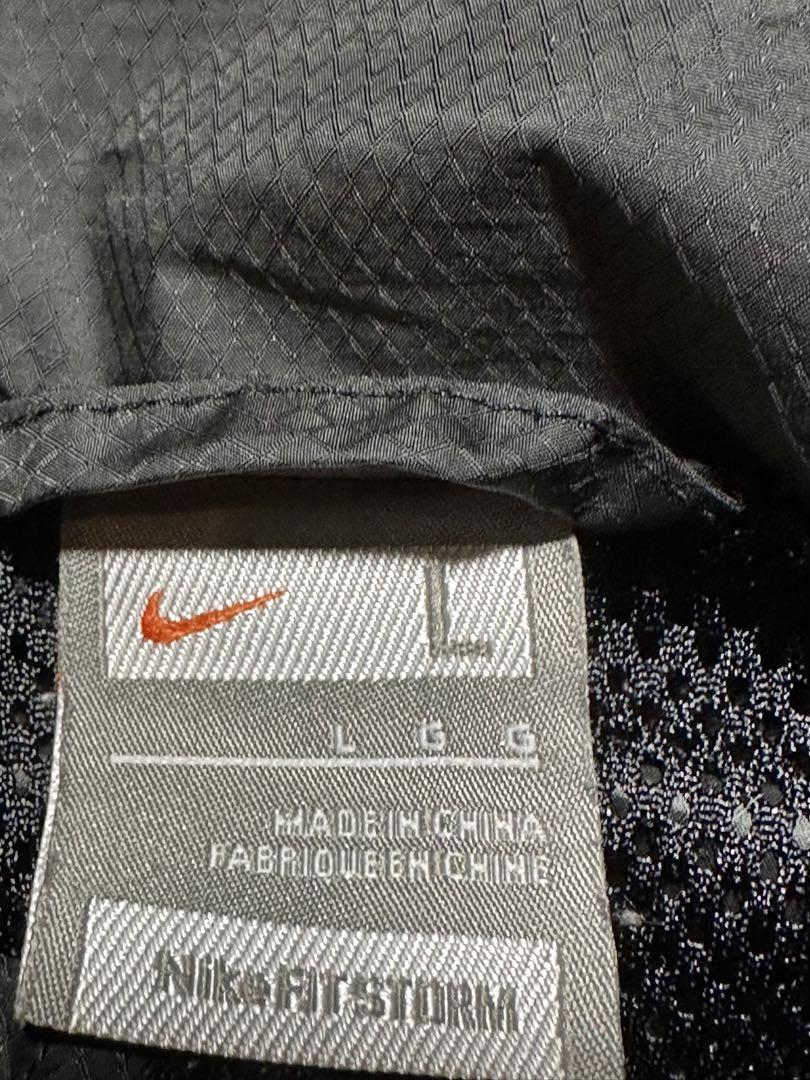 L
L G G
MADE IN CHINA
FABRIQUE EN CHINE
Nike FIT STORM